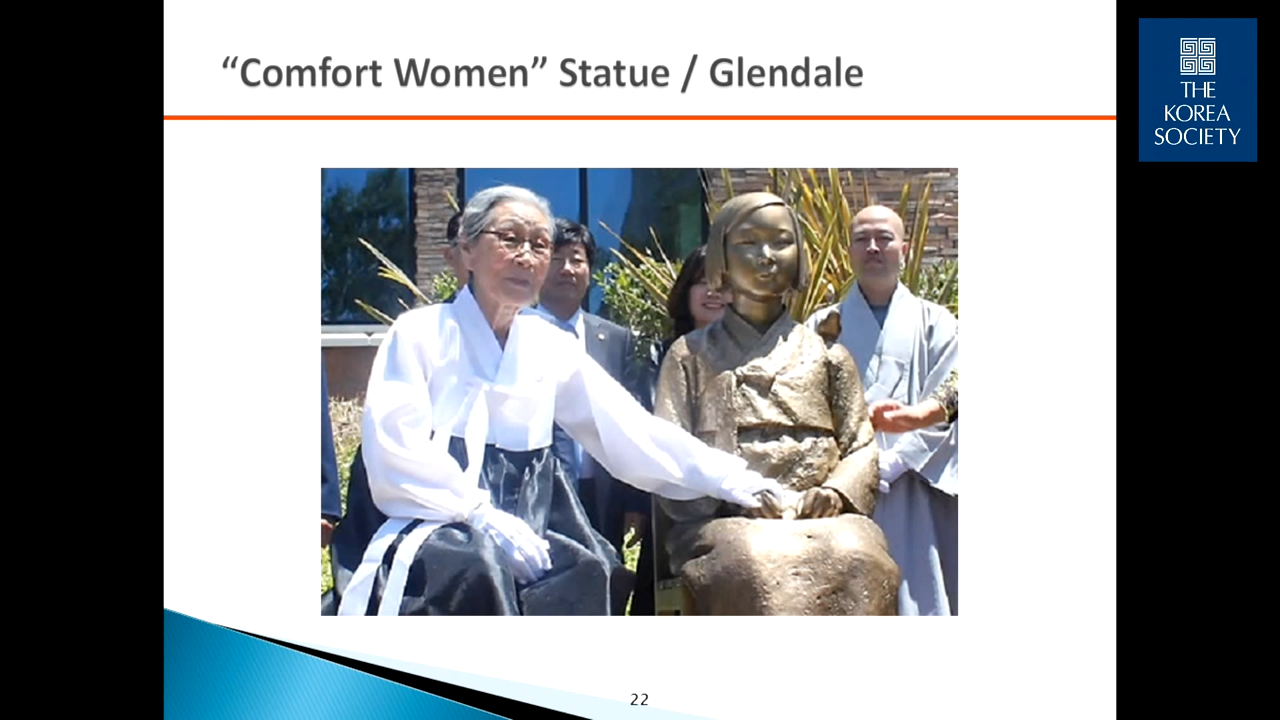 “Comfort Women” Statue / Glendale
THE
KOREA
SOCIETY
22